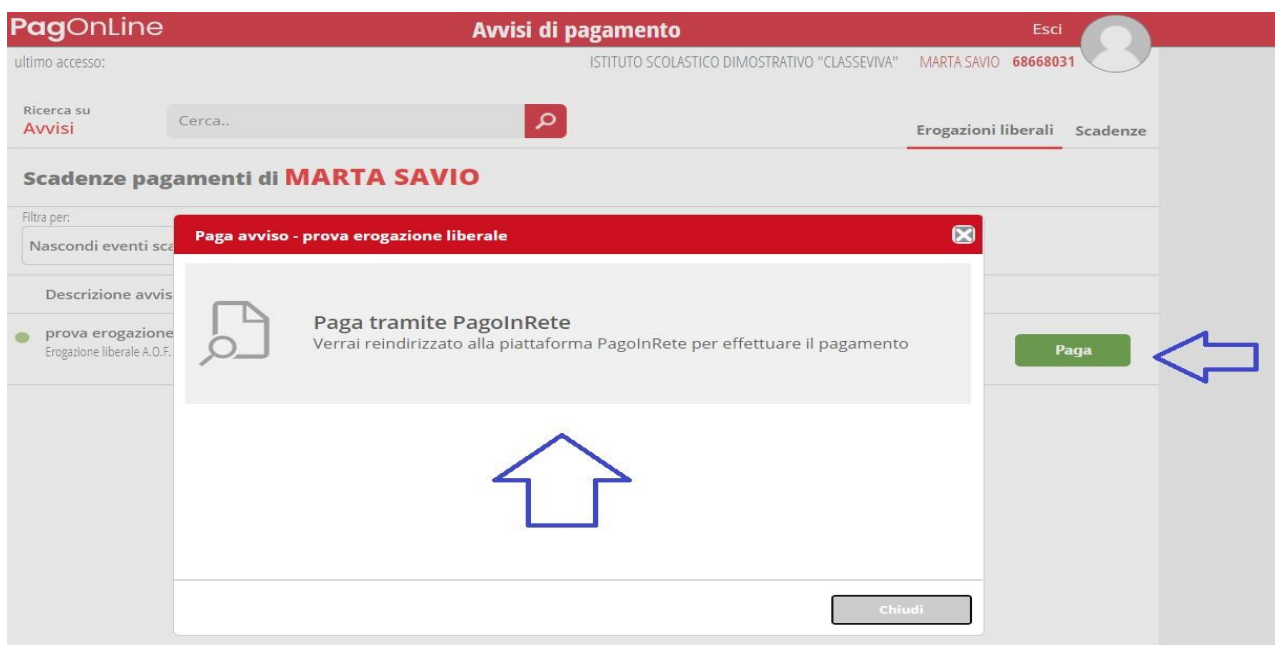 PagOnLine
Avvisi di pagamento
Esci
ultimo accesso:
ISTITUTO SCOLASTICO DIMOSTRATIVO "CLASSEVIVA" MARTA SAVIO 68668031
Ricerca su
Avvisi
Cerca..
Erogazioni liberali Scadenze
Scadenze pagamenti di MARTA SAVIO
Filtra per:
Nascondi eventi sca
Paga avviso - prova erogazione liberale
Descrizione avvis
Paga tramite PagoInRete
Verrai reindirizzato alla piattaforma PagoInRete per effettuare il pagamento
prova erogazione
Erogazione liberale A.O.F.
Paga
Chiudi